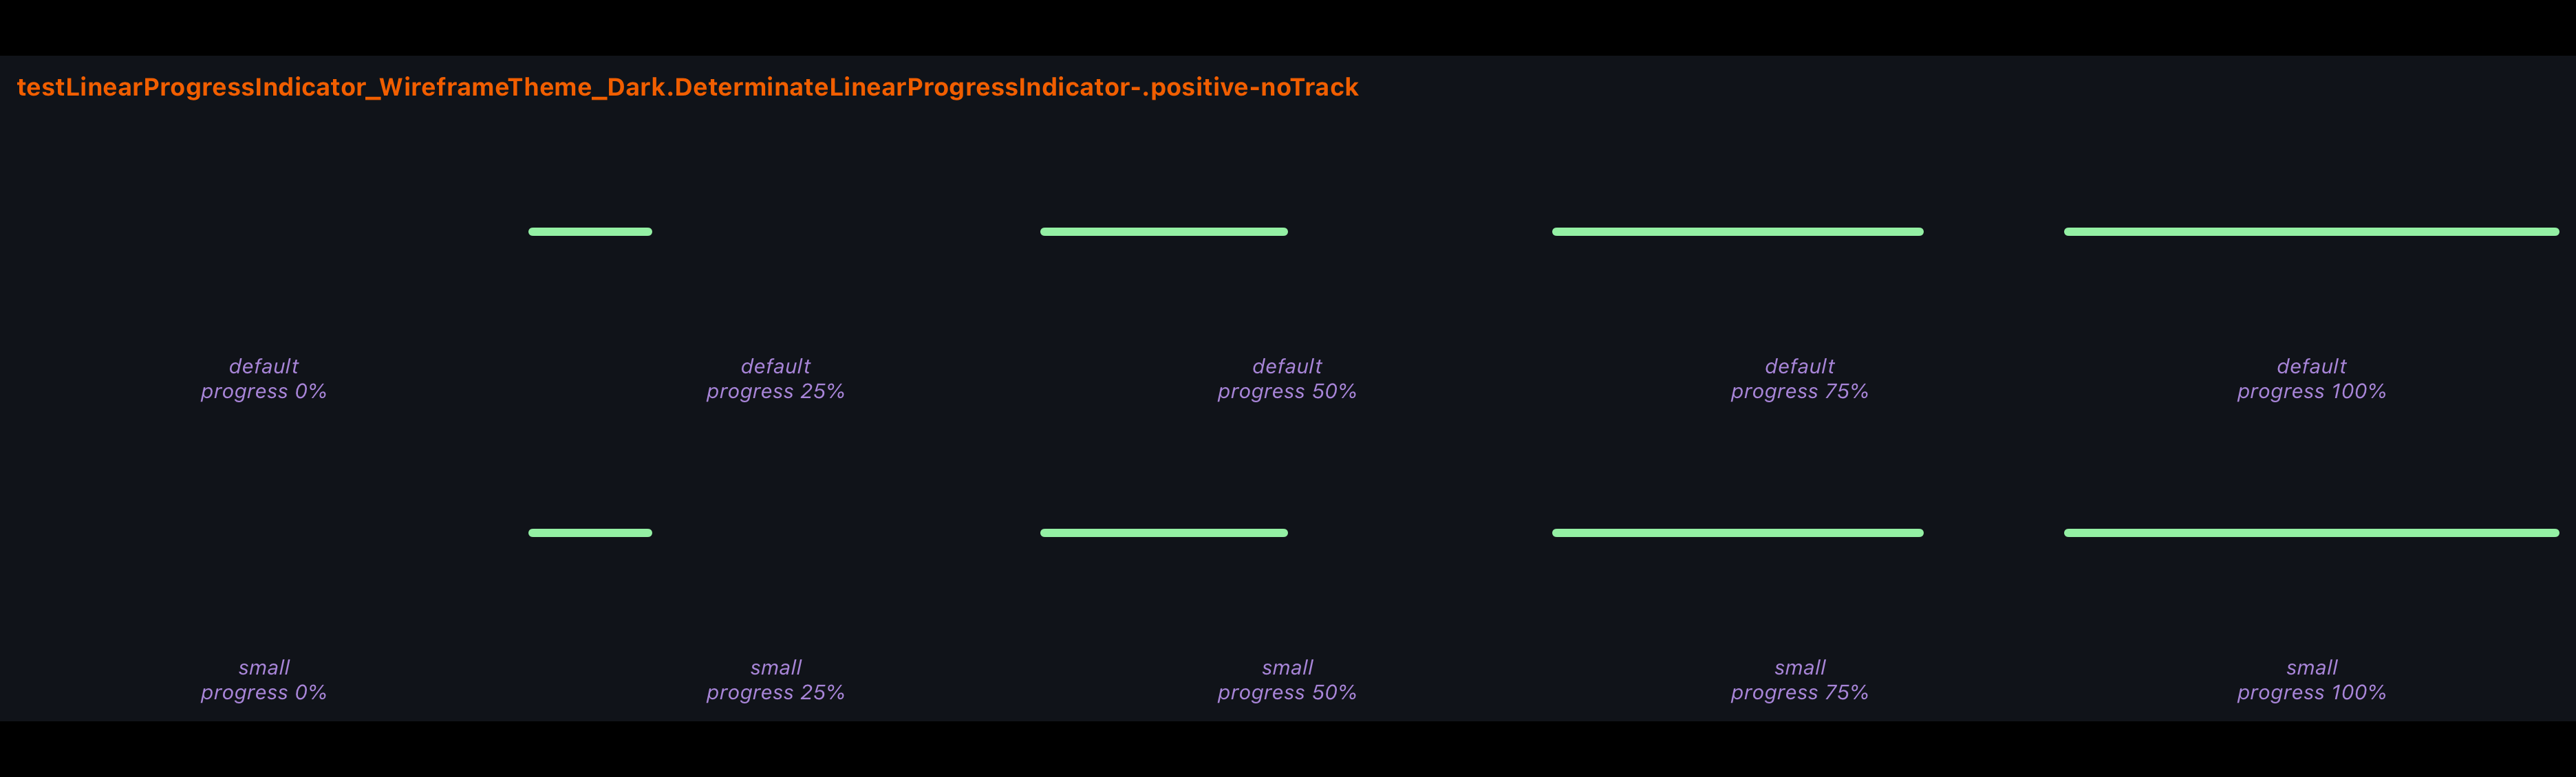 testLinearProgressIndicator_WireframeTheme_Dark.DeterminateLinearProgressIndicator-.positive-noTrack
default
progress 0%
default
progress 25%
default
progress 50%
default
progress 75%
default
progress 100%
small
progress 0%
small
progress 25%
small
progress 50%
small
progress 75%
small
progress 100%